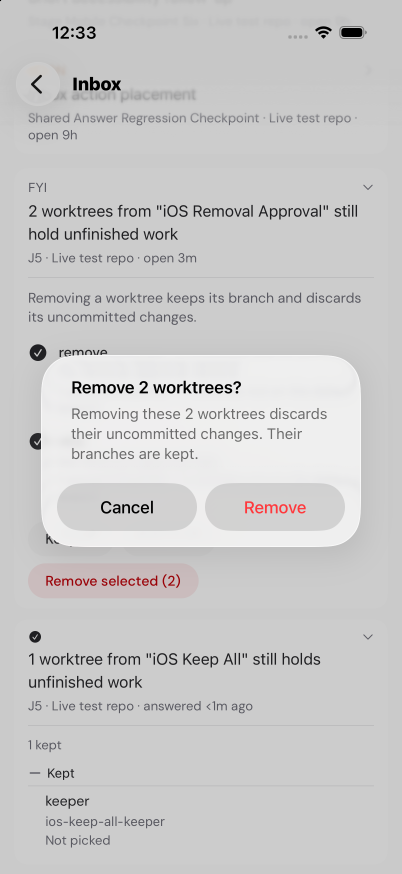 12:33
Inbox
action placement
Shared Answer Regression Checkpoint · Live test repo ·
open 9h
FYI
2 worktrees from "iOS Removal Approval" still
hold unfinished work
J5 · Live test repo · open 3m
Removing a worktree keeps its branch and discards
its uncommitted changes.
remove
Remove 2 worktrees?
Removing these 2 worktrees discards
their uncommitted changes. Their
branches are kept.
Cancel
Remove
Remove selected (2)
1 worktree from "iOS Keep All" still holds
unfinished work
J5 · Live test repo · answered <1m ago
1 kept
— Kept
keeper
ios-keep-all-keeper
Not picked